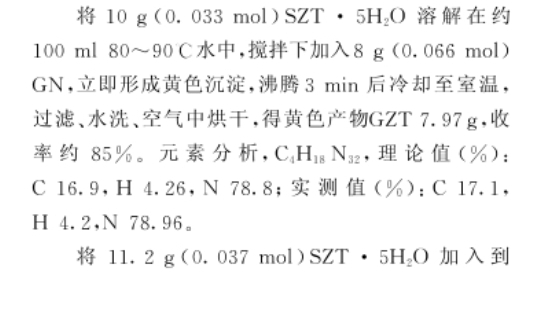 将 10 g(0. 033 mol)SZT · 5H₂O 溶解在约
100 ml 80～90 C 水中,搅拌下加入8 g (0.066 mol)
GN,立即形成黄色沉淀,沸腾3 min 后冷却至室温,
过滤、水洗、空气中烘干,得黄色产物GZT 7.97g,收
率约 85%。元素分析,C₄H₁₈ N₃₂,理论值(%):
C 16.9, H 4.26, N 78.8; 实测值(%): C 17.1,
H 4.2,N 78.96。
将 11. 2 g(0. 037 mol)SZT · 5H₂O 加入到